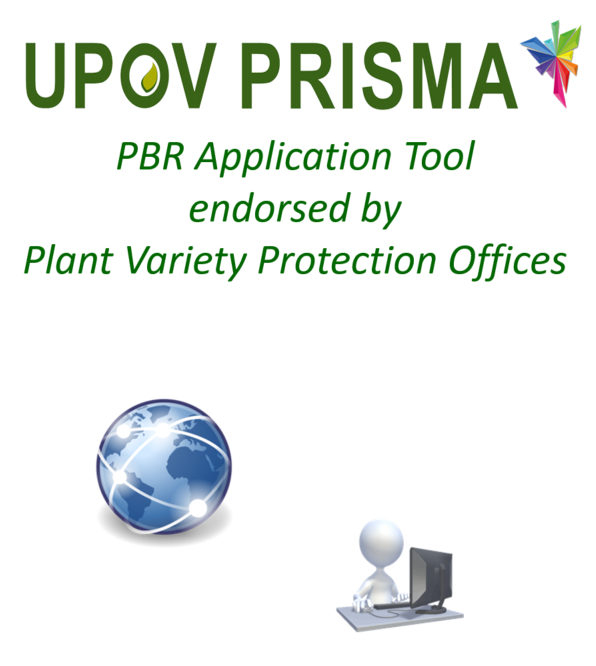 UPOV PRISMA
PBR Application Tool
endorsed by
Plant Variety Protection Offices